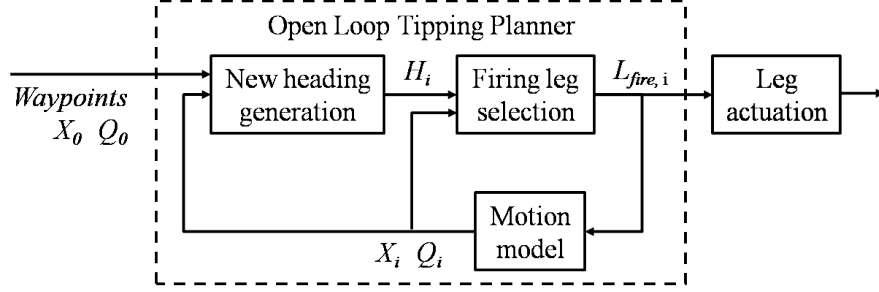 Open Loop Tipping Planner
Waypoints
X₀ Q₀
New heading
generation
Hᵢ
Firing leg
selection
L_fire, i
Leg
actuation
Motion
model
Xᵢ Qᵢ